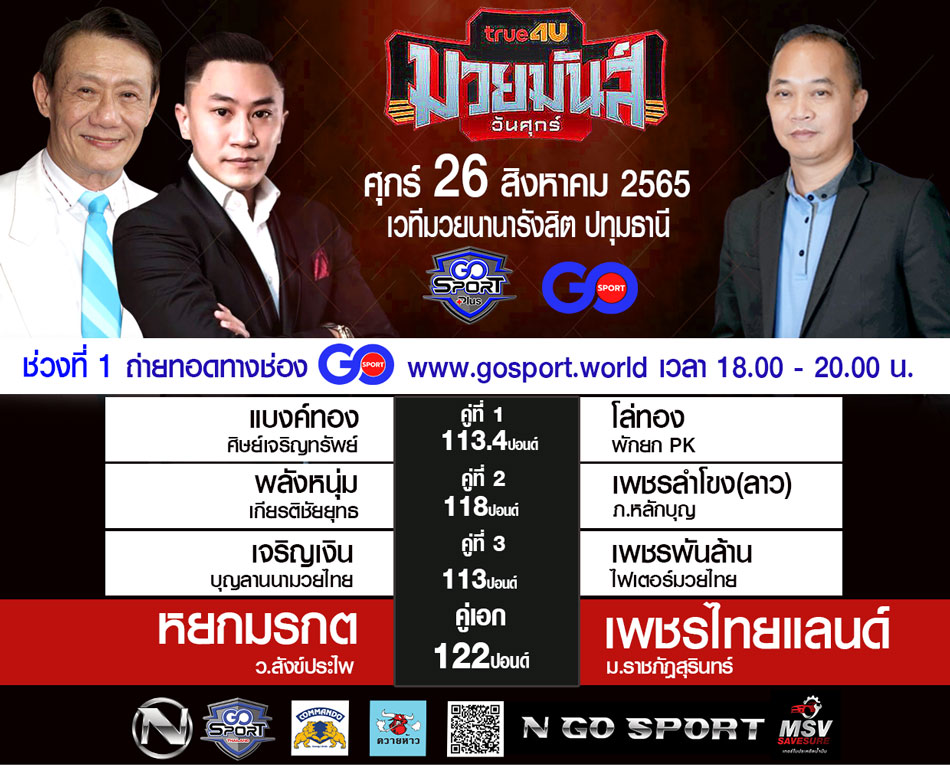 true4U
มวยมันส์
วันศุกร์
ศุกร์ 26 สิงหาคม 2565
เวทีมวยนานารังสิต ปทุมธานี
GO SPORT Plus
GO SPORT
ช่วงที่ 1 ถ่ายทอดทางช่อง GO SPORT www.gosport.world เวลา 18.00 - 20.00 น.
แบงค์ทอง คู่ที่ 1 โล่ทอง
ศิษย์เจริญทรัพย์ 113.4ปอนด์ พักยก PK
พลังหนุ่ม คู่ที่ 2 เพชรลำโขง(ลาว)
เกียรติชัยยุทธ 118ปอนด์ ภ.หลักบุญ
เจริญเงิน คู่ที่ 3 เพชรพันล้าน
บุญลานนามวยไทย 113ปอนด์ ไฟเตอร์มวยไทย
หยกมรกต คู่เอก เพชรไทยแลนด์
ว.สังข์ประไพ 122ปอนด์ ม.ราชภัฏสุรินทร์
N GO SPORT COMMANDO ควายหาว N GO SPORT MSV
SAVESURE